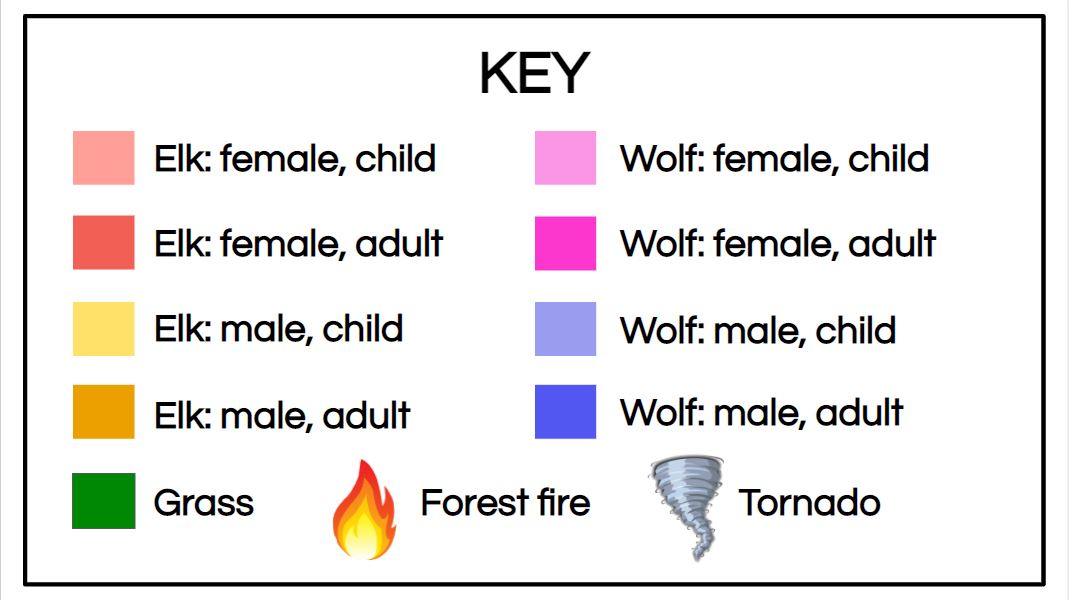 KEY
Elk: female, child
Wolf: female, child
Elk: female, adult
Wolf: female, adult
Elk: male, child
Wolf: male, child
Elk: male, adult
Wolf: male, adult
Grass
Forest fire
Tornado